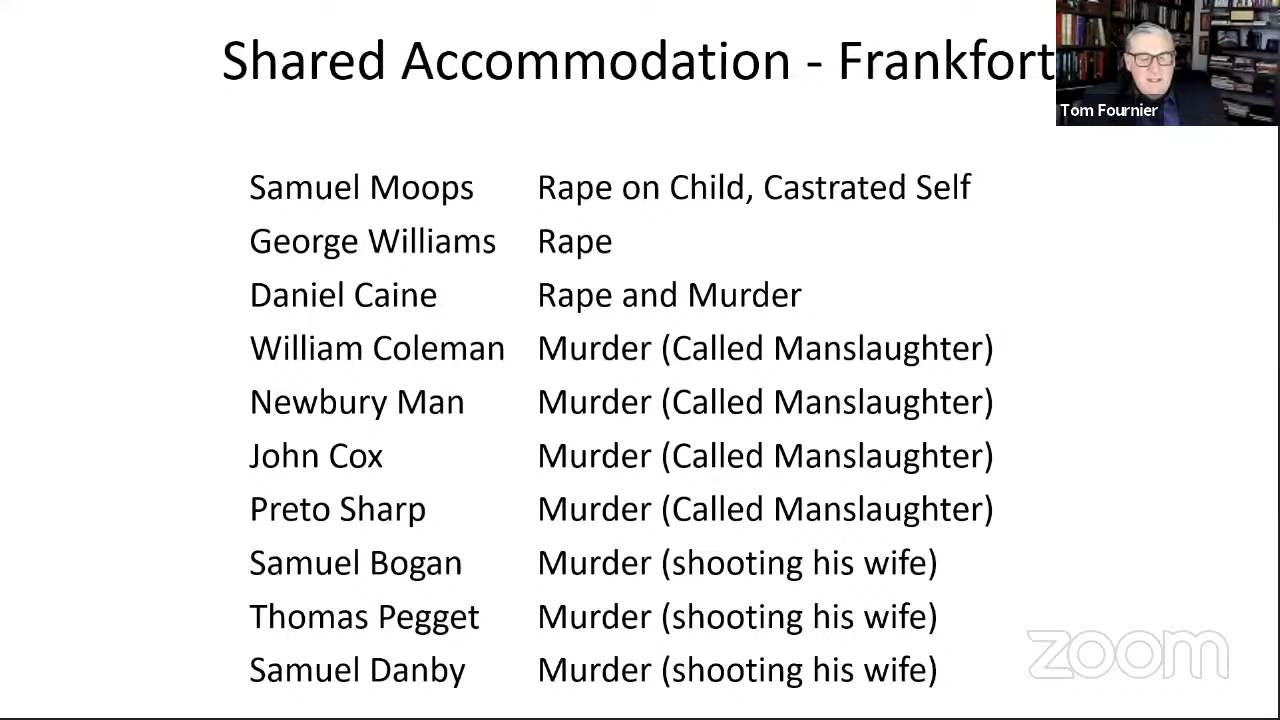 Shared Accommodation - Frankfort
Tom Fournier
Samuel Moops Rape on Child, Castrated Self
George Williams Rape
Daniel Caine Rape and Murder
William Coleman Murder (Called Manslaughter)
Newbury Man Murder (Called Manslaughter)
John Cox Murder (Called Manslaughter)
Preto Sharp Murder (Called Manslaughter)
Samuel Bogan Murder (shooting his wife)
Thomas Pegget Murder (shooting his wife)
Samuel Danby Murder (shooting his wife)
zoom